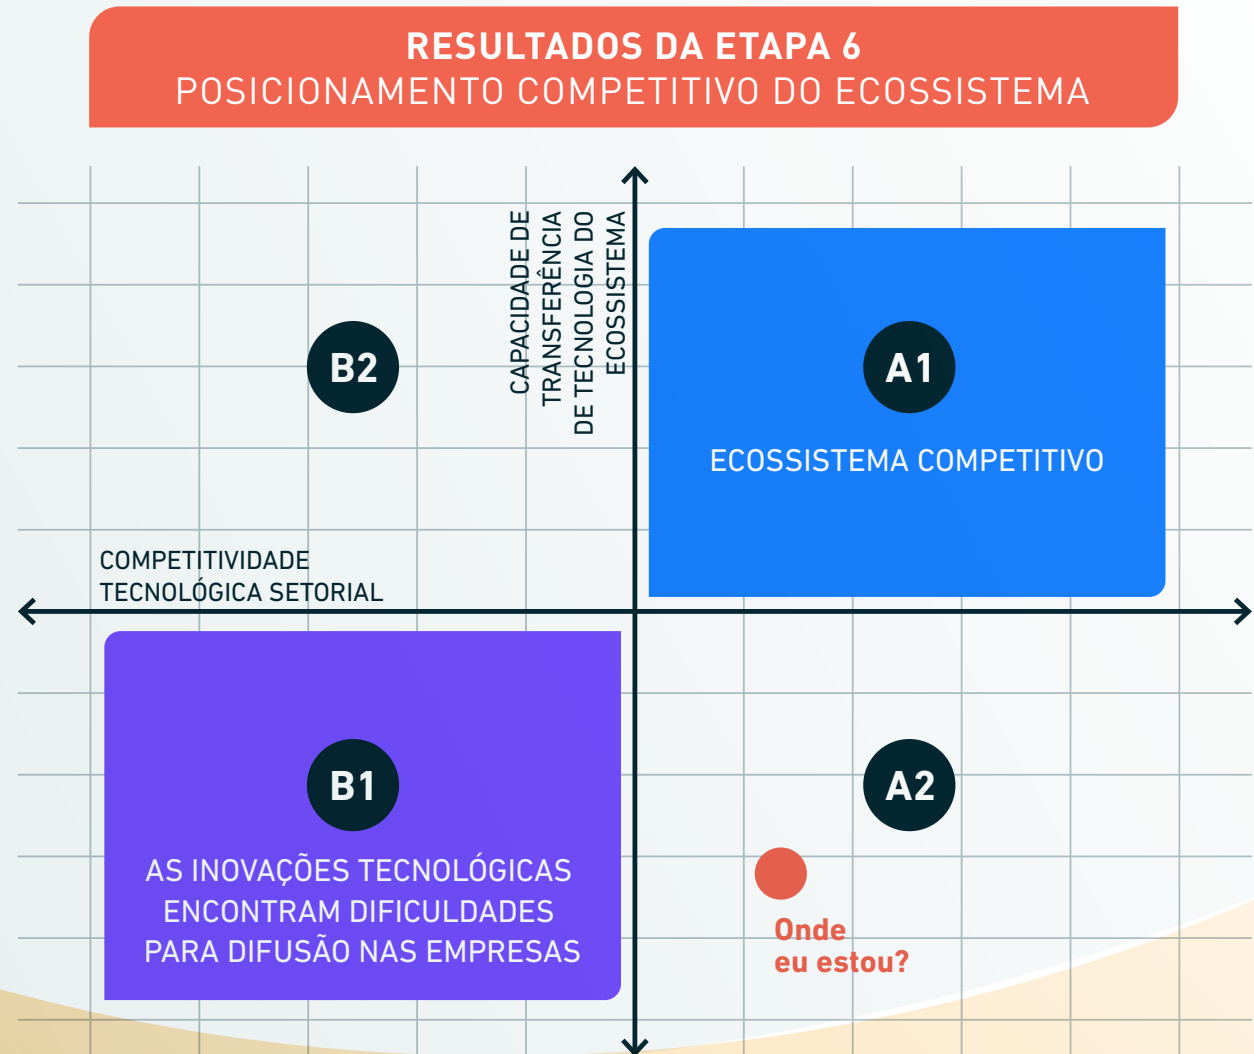 RESULTADOS DA ETAPA 6
POSICIONAMENTO COMPETITIVO DO ECOSSISTEMA
CAPACIDADE DE
TRANSFERÊNCIA
DE TECNOLOGIA DO
ECOSSISTEMA
B2
A1
ECOSSISTEMA COMPETITIVO
COMPETITIVIDADE
TECNOLÓGICA SETORIAL
B1
AS INOVAÇÕES TECNOLÓGICAS
ENCONTRAM DIFICULDADES
PARA DIFUSÃO NAS EMPRESAS
A2
Onde
eu estou?